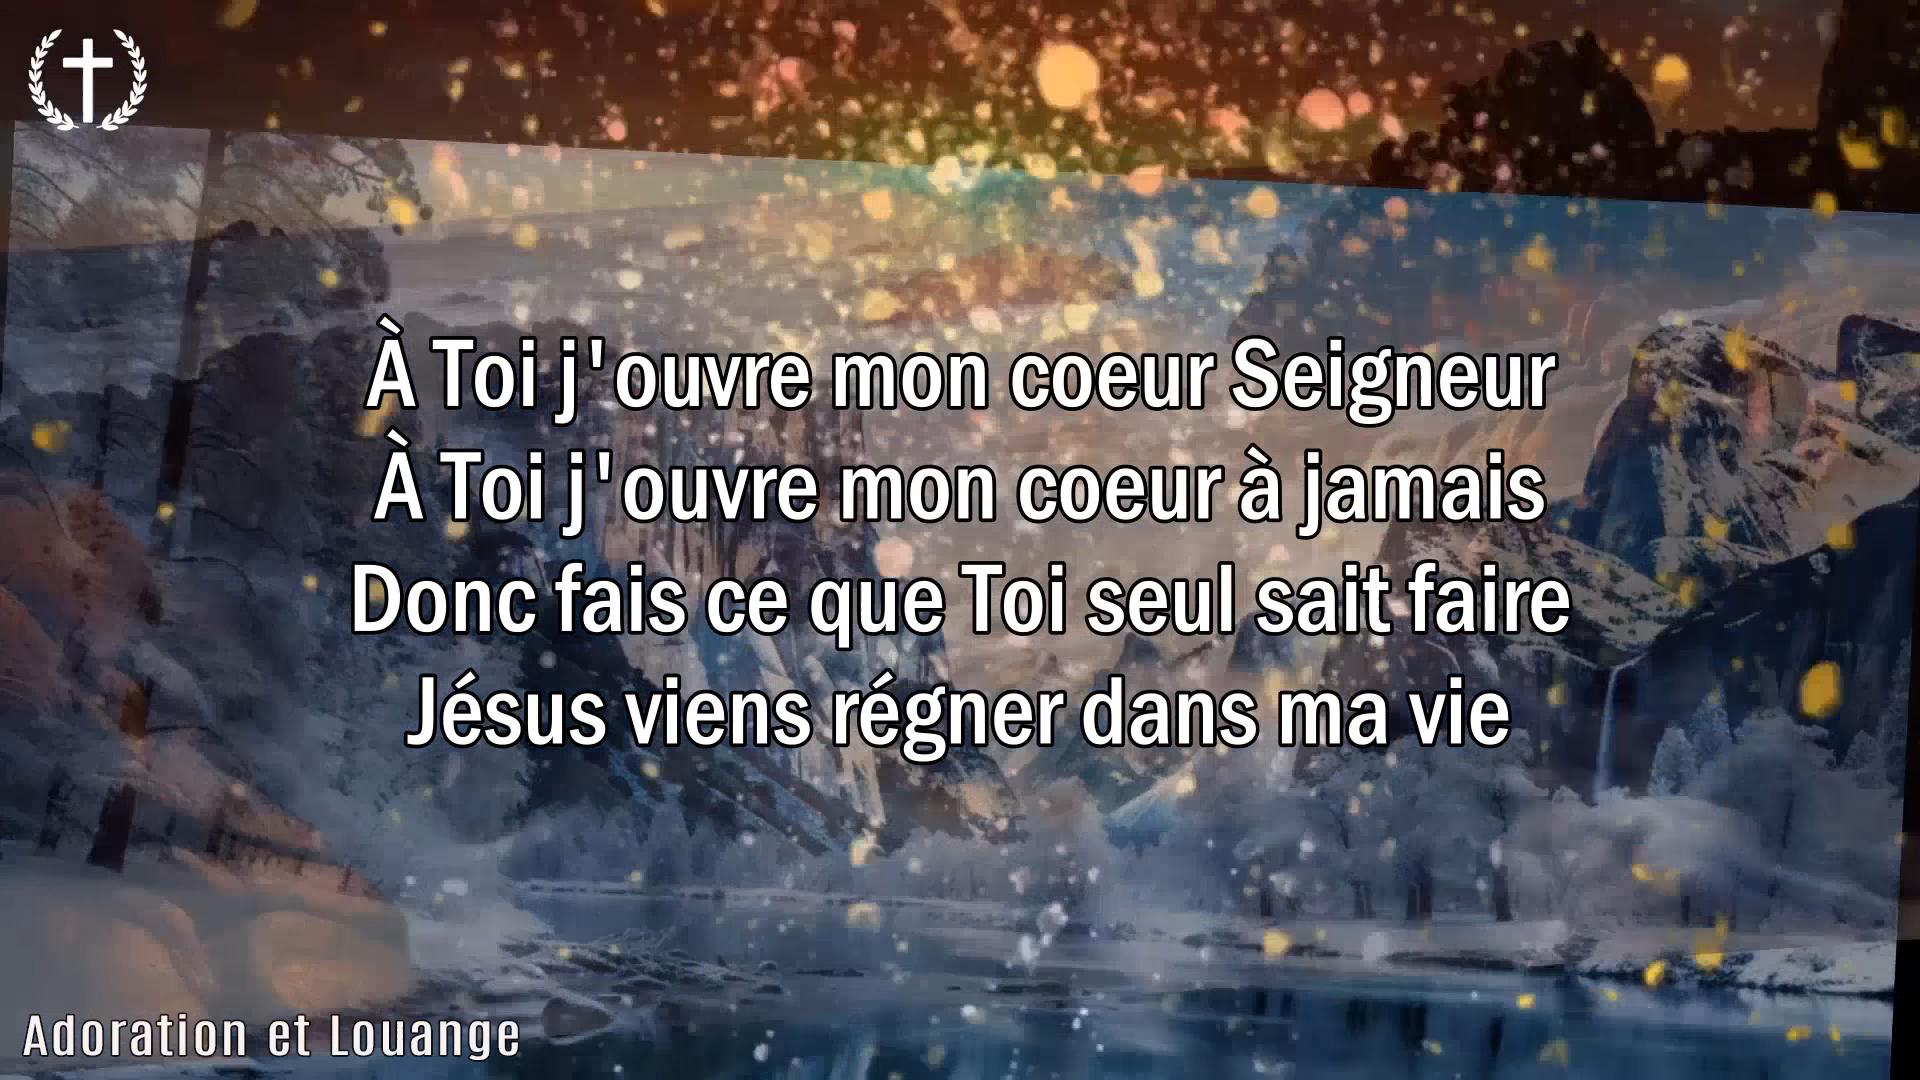 À Toi j'ouvre mon coeur Seigneur
À Toi j'ouvre mon coeur à jamais
Donc fais ce que Toi seul sait faire
Jésus viens régner dans ma vie
Adoration et Louange